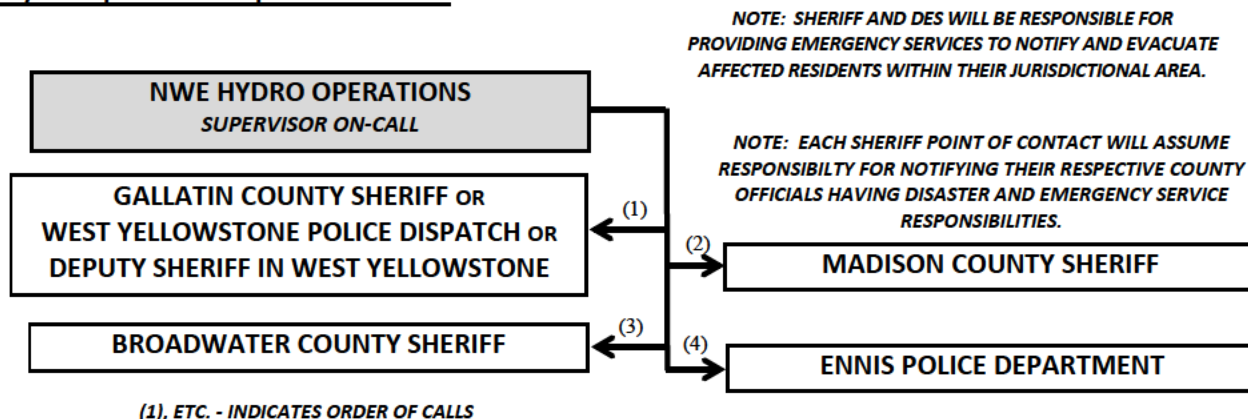 NOTE: SHERIFF AND DES WILL BE RESPONSIBLE FOR
PROVIDING EMERGENCY SERVICES TO NOTIFY AND EVACUATE
AFFECTED RESIDENTS WITHIN THEIR JURISDICTIONAL AREA.
NWE HYDRO OPERATIONS
SUPERVISOR ON-CALL
NOTE: EACH SHERIFF POINT OF CONTACT WILL ASSUME
RESPONSIBILTY FOR NOTIFYING THEIR RESPECTIVE COUNTY
OFFICIALS HAVING DISASTER AND EMERGENCY SERVICE
RESPONSIBILITIES.
GALLATIN COUNTY SHERIFF OR
WEST YELLOWSTONE POLICE DISPATCH OR
DEPUTY SHERIFF IN WEST YELLOWSTONE
(1)
(2)
MADISON COUNTY SHERIFF
BROADWATER COUNTY SHERIFF
(3)
(4)
ENNIS POLICE DEPARTMENT
(1), ETC. - INDICATES ORDER OF CALLS